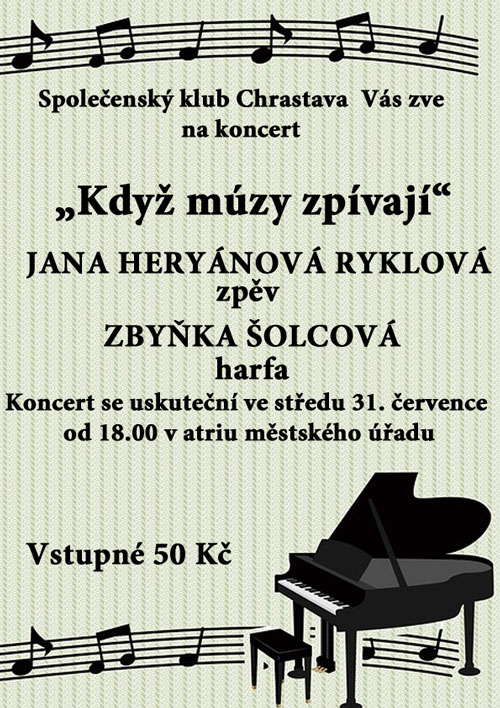 Společenský klub Chrastava Vás zve
na koncert
„Když múzy zpívají“
JANA HERYÁNOVÁ RYKLOVÁ
zpěv
ZBYŇKA ŠOLCOVÁ
harfa
Koncert se uskuteční ve středu 31. července
od 18.00 v atriu městského úřadu
Vstupné 50 Kč